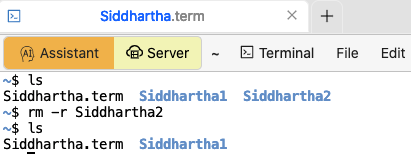 Siddhartha.term
Assistant Server ~ Terminal File Edit
~$ ls
Siddhartha.term Siddhartha1 Siddhartha2
~$ rm -r Siddhartha2
~$ ls
Siddhartha.term Siddhartha1